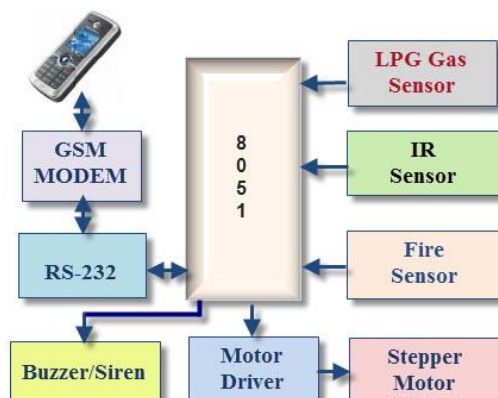 LPG Gas
Sensor
GSM
MODEM
8
0
5
1
IR
Sensor
RS-232
Fire
Sensor
Buzzer/Siren
Motor
Driver
Stepper
Motor